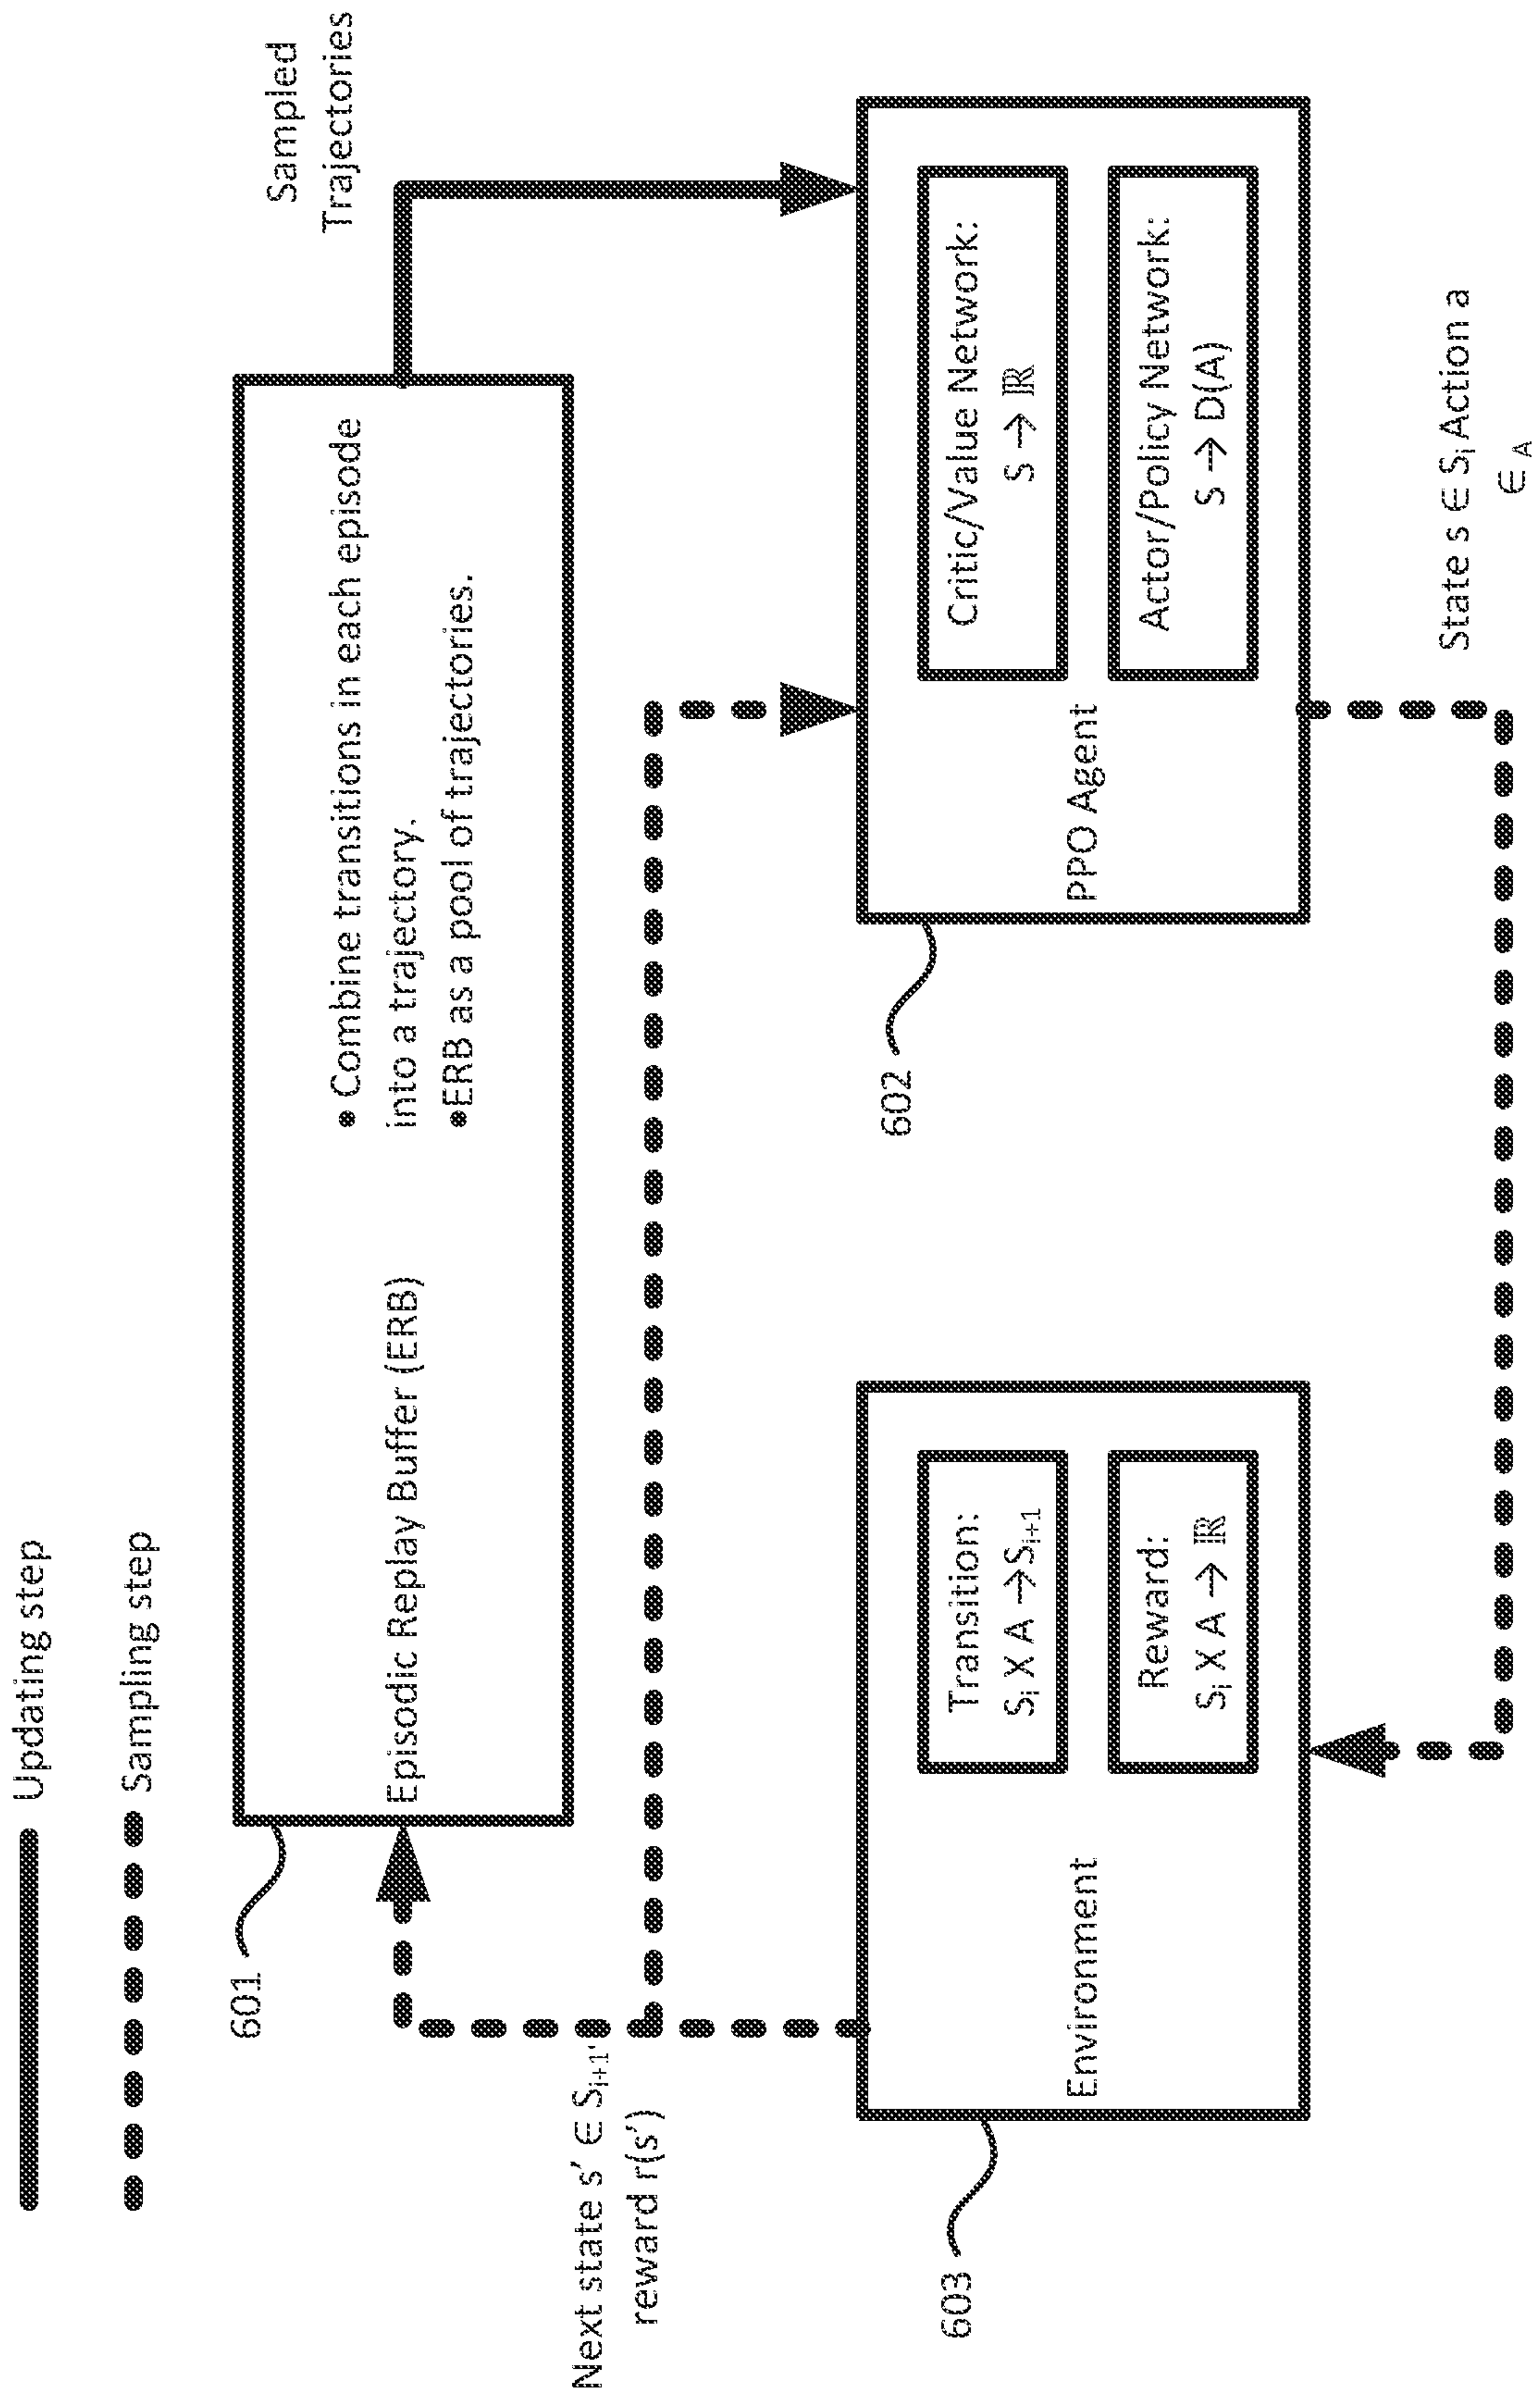 Updating step
Sampling step
Sampled
Trajectories
601
Episodic Replay Buffer (ERB)
• Combine transitions in each episode
into a trajectory.
•ERB as a pool of trajectories.
Next state s' ∈ Sᵢ₊₁'
reward r(s')
603
Environment
Transition:
Sᵢ X A →Sᵢ₊₁
Reward:
Sᵢ X A → ℝ
602
PPO Agent
Critic/Value Network:
S → ℝ
Actor/Policy Network:
S → D(A)
State s ∈ Sᵢ Action a
∈ A